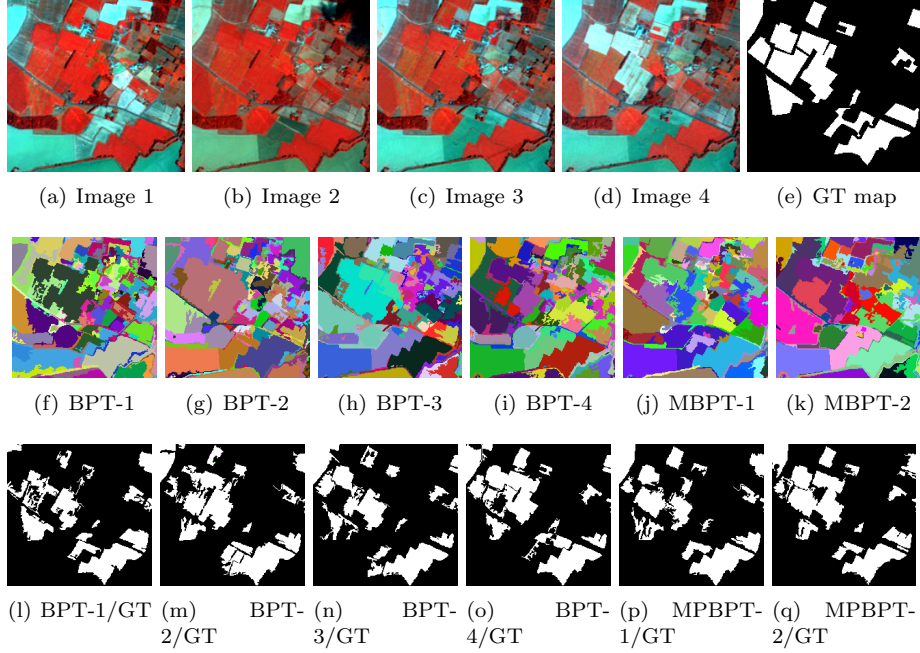 (a) Image 1
(b) Image 2
(c) Image 3
(d) Image 4
(e) GT map
(f) BPT-1
(g) BPT-2
(h) BPT-3
(i) BPT-4
(j) MBPT-1
(k) MBPT-2
(l) BPT-1/GT
(m) BPT-
2/GT
(n) BPT-
3/GT
(o) BPT-
4/GT
(p) MPBPT-
1/GT
(q) MPBPT-
2/GT